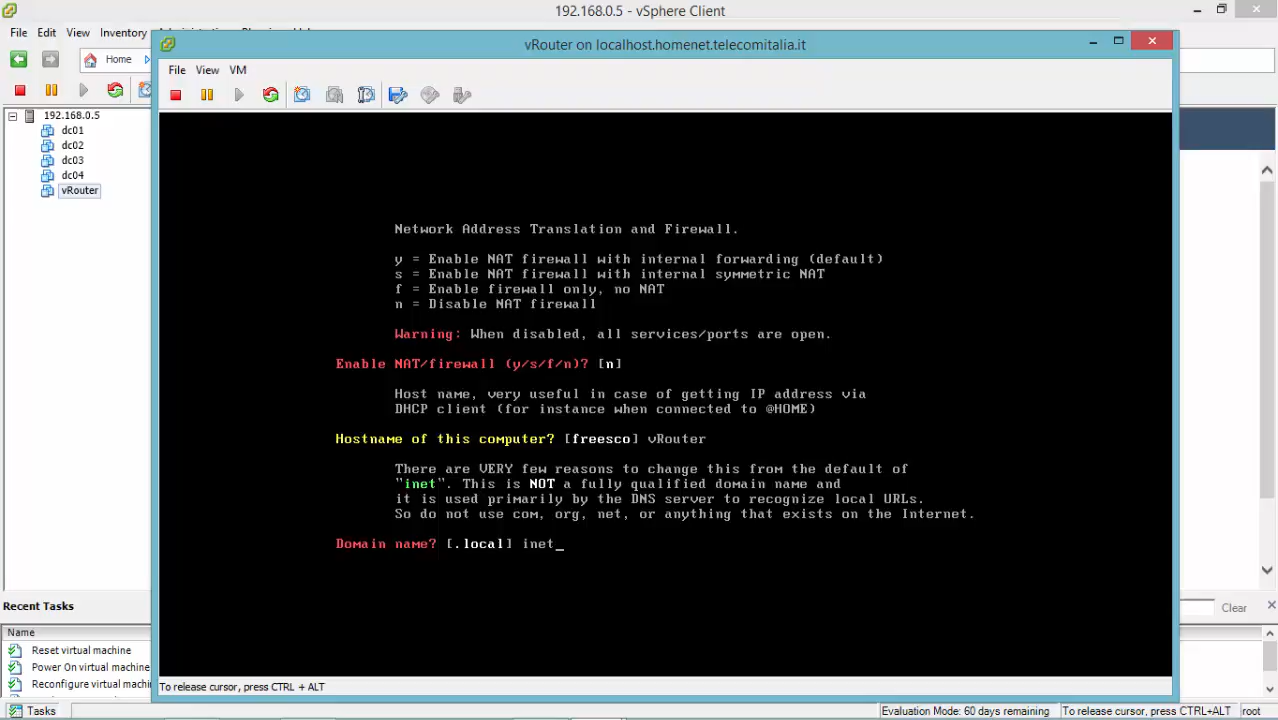 192.168.0.5 - vSphere Client
File Edit View Inventory
vRouter on localhost.homenet.telecomitalia.it
Home
File View VM
192.168.0.5
dc01
dc02
dc03
dc04
vRouter
Network Address Translation and Firewall.
y = Enable NAT firewall with internal forwarding (default)
s = Enable NAT firewall with internal symmetric NAT
f = Enable firewall only, no NAT
n = Disable NAT firewall
Warning: When disabled, all services/ports are open.
Enable NAT/firewall (y/s/f/n)? [n]
Host name, very useful in case of getting IP address via
DHCP client (for instance when connected to @HOME)
Hostname of this computer? [freesco] vRouter
There are VERY few reasons to change this from the default of
"inet". This is NOT a fully qualified domain name and
it is used primarily by the DNS server to recognize local URLs.
So do not use com, org, net, or anything that exists on the Internet.
Domain name? [.local] inet_
To release cursor, press CTRL + ALT
Recent Tasks
Clear
Name
Reset virtual machine
Power On virtual machine
Reconfigure virtual machin
Tasks
Evaluation Mode: 60 days remaining
To release cursor, press CTRL+ALT
root